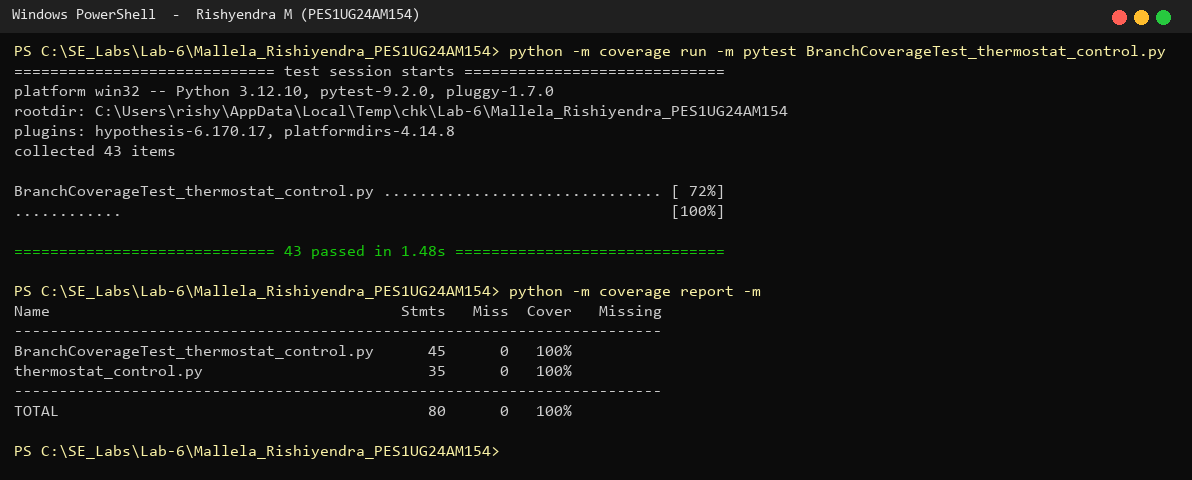 Windows PowerShell  -  Rishyendra M (PES1UG24AM154)
PS C:\SE_Labs\Lab-6\Mallela_Rishiyendra_PES1UG24AM154> python -m coverage run -m pytest BranchCoverageTest_thermostat_control.py
============================= test session starts =============================
platform win32 -- Python 3.12.10, pytest-9.2.0, pluggy-1.7.0
rootdir: C:\Users\rishy\AppData\Local\Temp\chk\Lab-6\Mallela_Rishiyendra_PES1UG24AM154
plugins: hypothesis-6.170.17, platformdirs-4.14.8
collected 43 items
BranchCoverageTest_thermostat_control.py ............................... [ 72%]
............                                                             [100%]
============================= 43 passed in 1.48s ==============================
PS C:\SE_Labs\Lab-6\Mallela_Rishiyendra_PES1UG24AM154> python -m coverage report -m
Name                                       Stmts   Miss  Cover   Missing
------------------------------------------------------------------------
BranchCoverageTest_thermostat_control.py      45      0   100%
thermostat_control.py                         35      0   100%
------------------------------------------------------------------------
TOTAL                                         80      0   100%
PS C:\SE_Labs\Lab-6\Mallela_Rishiyendra_PES1UG24AM154>